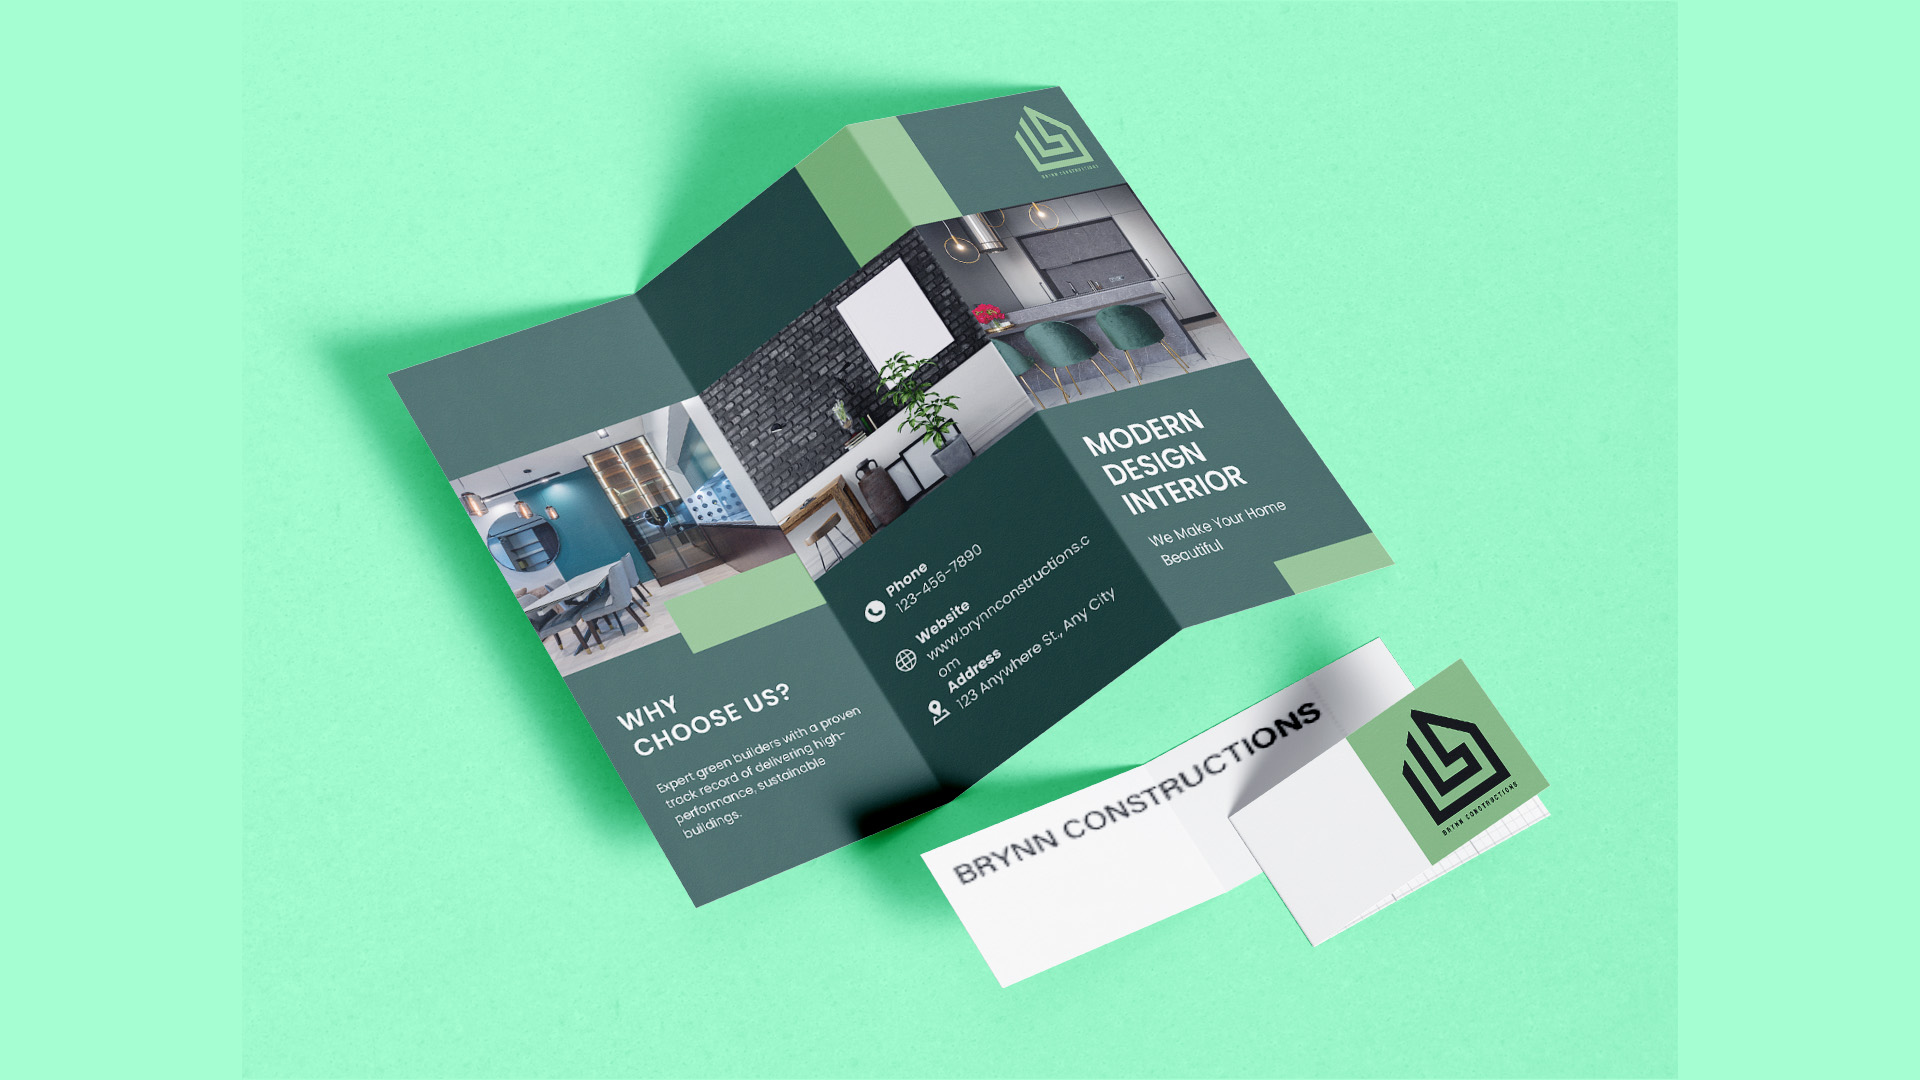 BRYNN CONSTRUCTIONS
MODERN
DESIGN
INTERIOR
We Make Your Home
Beautiful
Phone
123-456-7890
Website
www.brynnconstructions.c
om
Address
123 Anywhere St., Any City
WHY
CHOOSE US?
Expert green builders with a proven
track record of delivering high-
performance, sustainable
buildings.
BRYNN CONSTRUCTIONS
BRYNN CONSTRUCTIONS